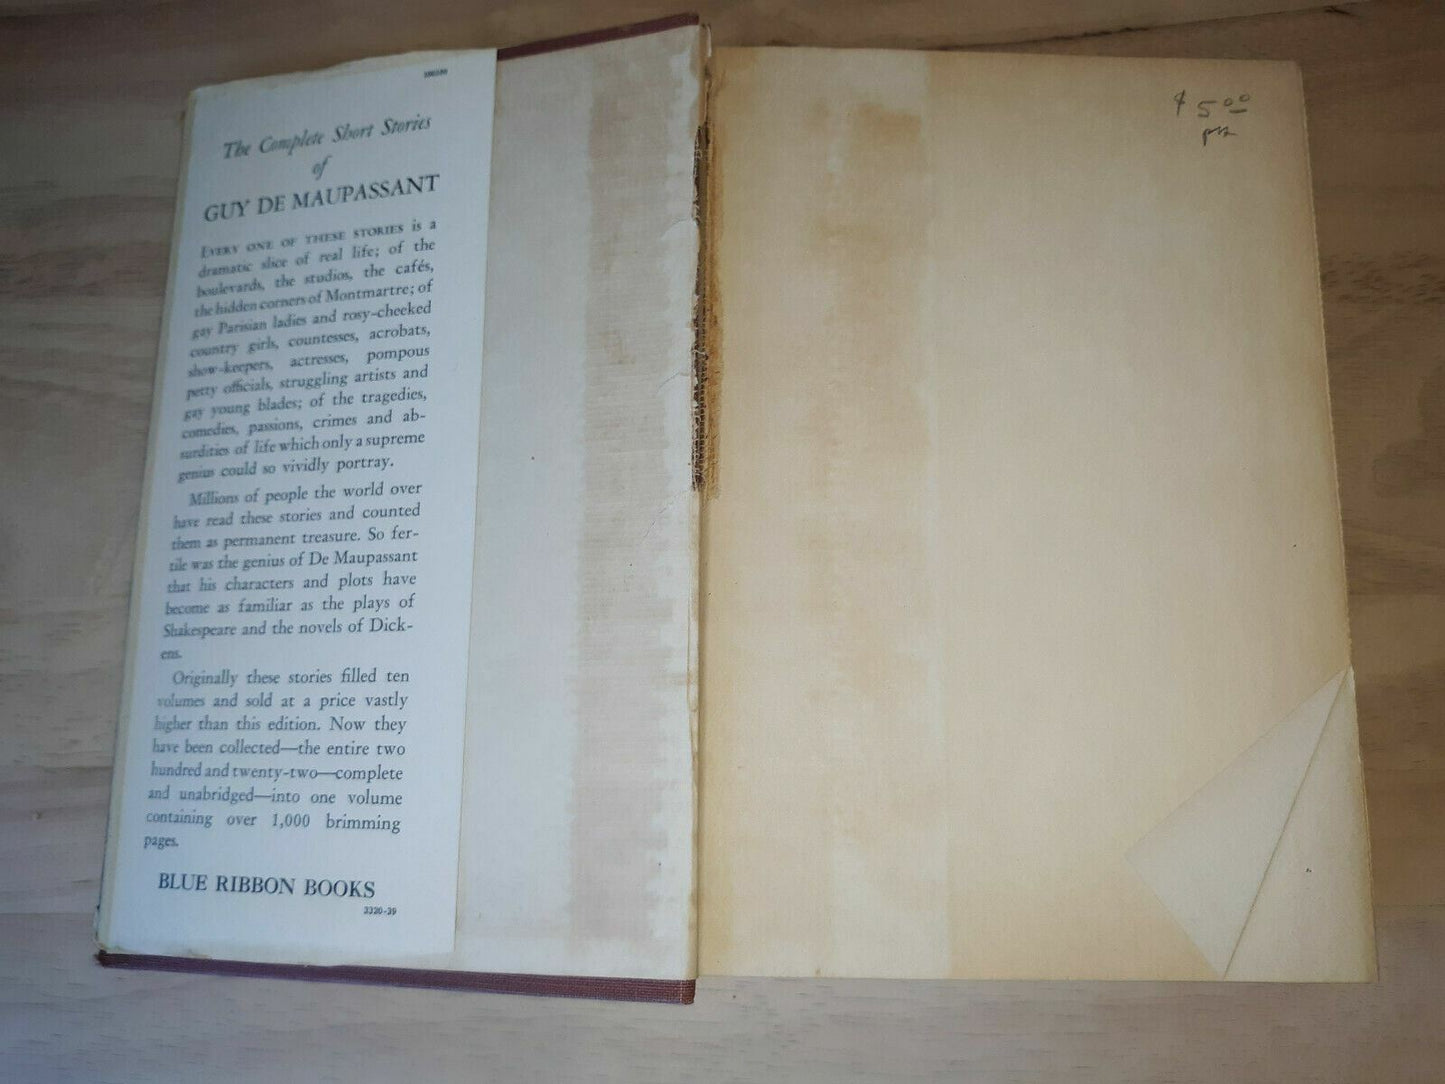 The Complete Short Stories
of
GUY DE MAUPASSANT
EVERY ONE OF THESE STORIES is a
dramatic slice of real life; of the
boulevards, the studios, the cafés,
the hidden corners of Montmartre; of
gay Parisian ladies and rosy-cheeked
country girls, countesses, acrobats,
show-keepers, actresses, pompous
petty officials, struggling artists and
gay young blades; of the tragedies,
comedies, passions, crimes and ab-
surdities of life which only a supreme
genius could so vividly portray.
Millions of people the world over
have read these stories and counted
them as permanent treasure. So fer-
tile was the genius of De Maupassant
that his characters and plots have
become as familiar as the plays of
Shakespeare and the novels of Dick-
ens.
Originally these stories filled ten
volumes and sold at a price vastly
higher than this edition. Now they
have been collected—the entire two
hundred and twenty-two—complete
and unabridged—into one volume
containing over 1,000 brimming
pages.
BLUE RIBBON BOOKS
3320-39
$ 5.00